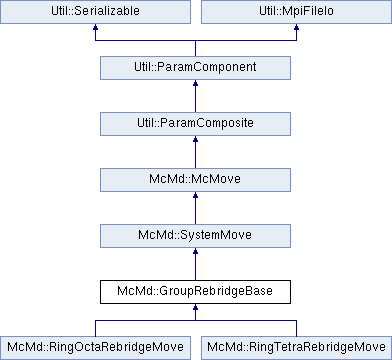 Util::Serializable
Util::MpiFileIo
Util::ParamComponent
Util::ParamComposite
McMd::McMove
McMd::SystemMove
McMd::GroupRebridgeBase
McMd::RingOctaRebridgeMove
McMd::RingTetraRebridgeMove